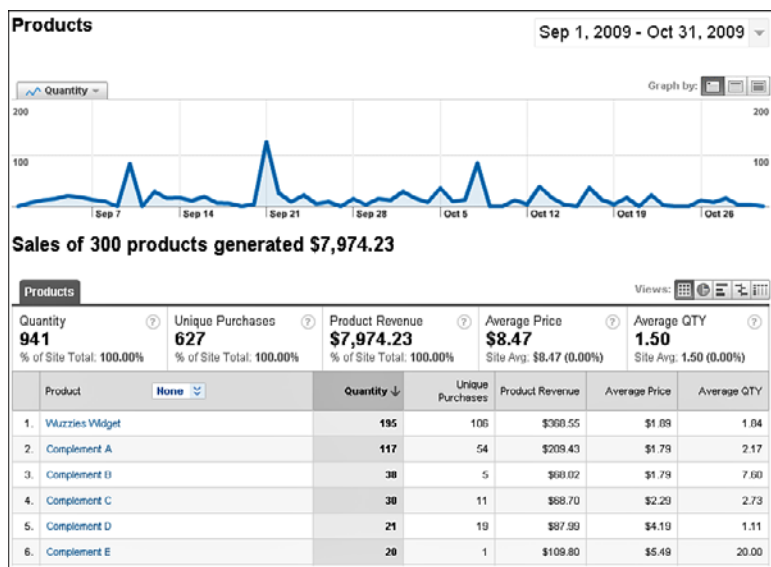 Products
Sep 1, 2009 - Oct 31, 2009
Quantity
Graph by:
200 200
100 100
Sep 7 Sep 14 Sep 21 Sep 28 Oct 5 Oct 12 Oct 19 Oct 26
Sales of 300 products generated $7,974.23
Products
Views:
Quantity ? Unique Purchases ? Product Revenue ? Average Price ? Average QTY ?
941 627 $7,974.23 $8.47 1.50
% of Site Total: 100.00% % of Site Total: 100.00% % of Site Total: 100.00% Site Avg: $8.47 (0.00%) Site Avg: 1.50 (0.00%)
Product None Quantity ↓ Unique Purchases Product Revenue Average Price Average QTY
1. Wuzzies Widget 195 106 $368.55 $1.89 1.84
2. Complement A 117 54 $209.43 $1.79 2.17
3. Complement B 38 5 $68.02 $1.79 7.60
4. Complement C 30 11 $68.70 $2.29 2.73
5. Complement D 21 19 $87.99 $4.19 1.11
6. Complement E 20 1 $109.80 $5.49 20.00